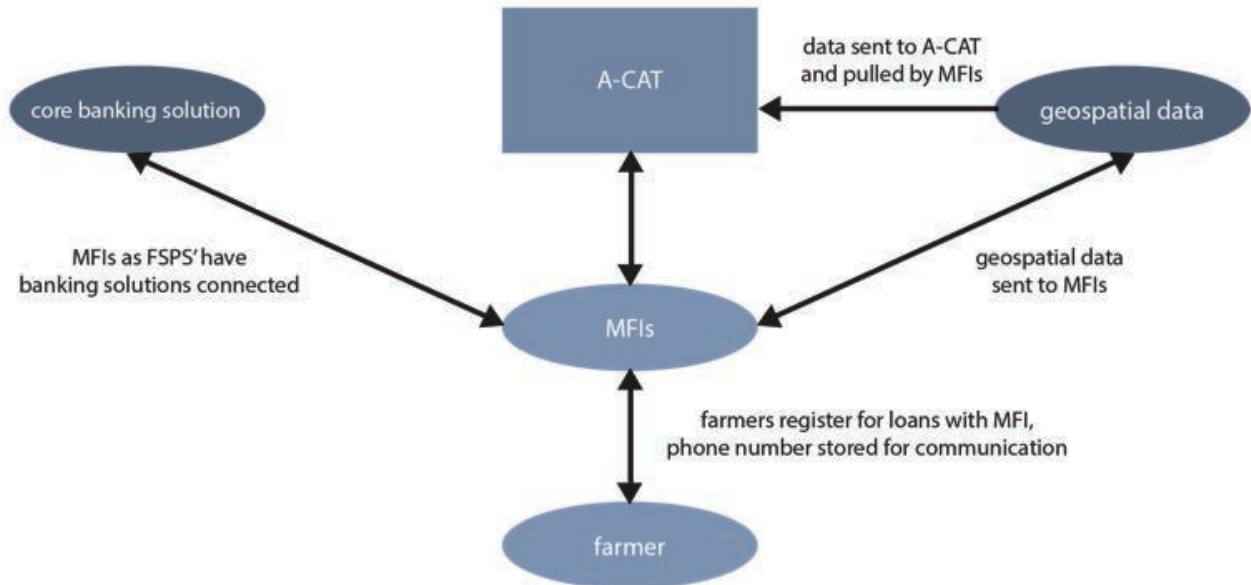 data sent to A-CAT
and pulled by MFIs
A-CAT
core banking solution
geospatial data
MFIs as FSPS’ have
banking solutions connected
geospatial data
sent to MFIs
MFIs
farmers register for loans with MFI,
phone number stored for communication
farmer